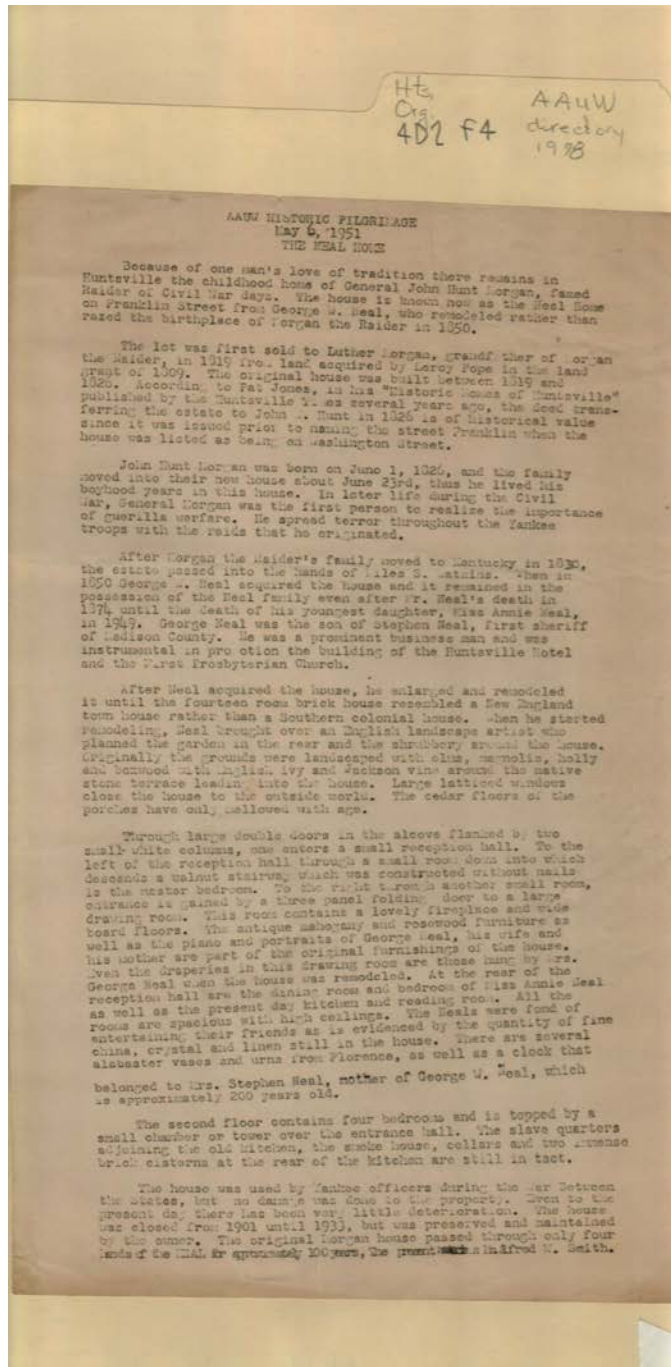 Hts,
Org
4D2 F4
AAUW
directory
1998
AAUW HISTORIC PILGRIMAGE
May 6, 1951
THE NEAL HOME
Because of one man's love of tradition there remains in
Huntsville the childhood home of General John Hunt Morgan, famed
Raider of Civil War days. The house is known now as the Neal Home
on Franklin Street from George W. Neal, who remodeled rather than
razed the birthplace of Morgan the Raider in 1850.
The lot was first sold to Luther Morgan, grandfather of Morgan
the Raider, in 1819 from land acquired by Leroy Pope in the land
grant of 1809. The original house was built between 1819 and
1826. According to Pat Jones, in his "Historic Homes of Huntsville"
published by the Huntsville Times several years ago, the deed trans-
ferring the estate to John W. Hunt in 1826 is of historical value
since it was issued prior to naming the street Franklin when the
house was listed as being on Washington Street.
John Hunt Morgan was born on June 1, 1826, and the family
moved into their new house about June 23rd, thus he lived his
boyhood years in this house. In later life during the Civil
War, General Morgan was the first person to realize the importance
of guerilla warfare. He spread terror throughout the Yankee
troops with the raids that he originated.
After Morgan the Raider's family moved to Kentucky in 1830,
the estate passed into the hands of Miles S. Watkins. When in
1850 George W. Neal acquired the house and it remained in the
possession of the Neal family even after Mr. Neal's death in
1874 until the death of his youngest daughter, Miss Annie Neal,
in 1949. George Neal was the son of Stephen Neal, first sheriff
of Madison County. He was a prominent business man and was
instrumental in pro otion the building of the Huntsville Hotel
and the First Presbyterian Church.
After Neal acquired the house, he enlarged and remodeled
it until the fourteen room brick house resembled a New England
town house rather than a Southern colonial house. When he started
remodeling, Neal brought over an English landscape artist who
planned the garden in the rear and the shrubbery around the house.
Originally the grounds were landscaped with elms, magnolia, holly
and boxwood with English ivy and Jackson vine around the native
stone terrace leading into the house. Large latticed windows
close the house to the outside world. The cedar floors of the
porches have only mellowed with age.
Through large double doors in the alcove flanked by two
small white columns, one enters a small reception hall. To the
left of the reception hall through a small room down into which
descends a walnut stairway which was constructed without nails
is the master bedroom. To the right through another small room,
entrance is gained by a three panel folding door to a large
drawing room. This room contains a lovely fireplace and wide
board floors. The antique mahogany and rosewood furniture as
well as the piano and portraits of George Neal, his wife and
his mother are part of the original furnishings of the house.
Even the draperies in this drawing room are those hung by Mrs.
George Neal when the house was remodeled. At the rear of the
reception hall are the dining room and bedroom of Miss Annie Neal
as well as the present day kitchen and reading room. All the
rooms are spacious with high ceilings. The Neals were fond of
entertaining their friends as is evidenced by the quantity of fine
china, crystal and linen still in the house. There are several
alabaster vases and urns from Florence, as well as a clock that
belonged to Mrs. Stephen Neal, mother of George W. Neal, which
is approximately 200 years old.
The second floor contains four bedrooms and is topped by a
small chamber or tower over the entrance hall. The slave quarters
adjoining the old kitchen, the smoke house, cellars and two immense
brick cisterns at the rear of the kitchen are still in tact.
The house was used by Yankee officers during the War Between
the States, but no damage was done to the property. Even to the
present day there has been very little deterioration. The house
was closed from 1901 until 1933, but was preserved and maintained
by the owner. The original Morgan house passed through only four
hands of the NEAL for approximately 100 years, The present Alfred W. Smith.